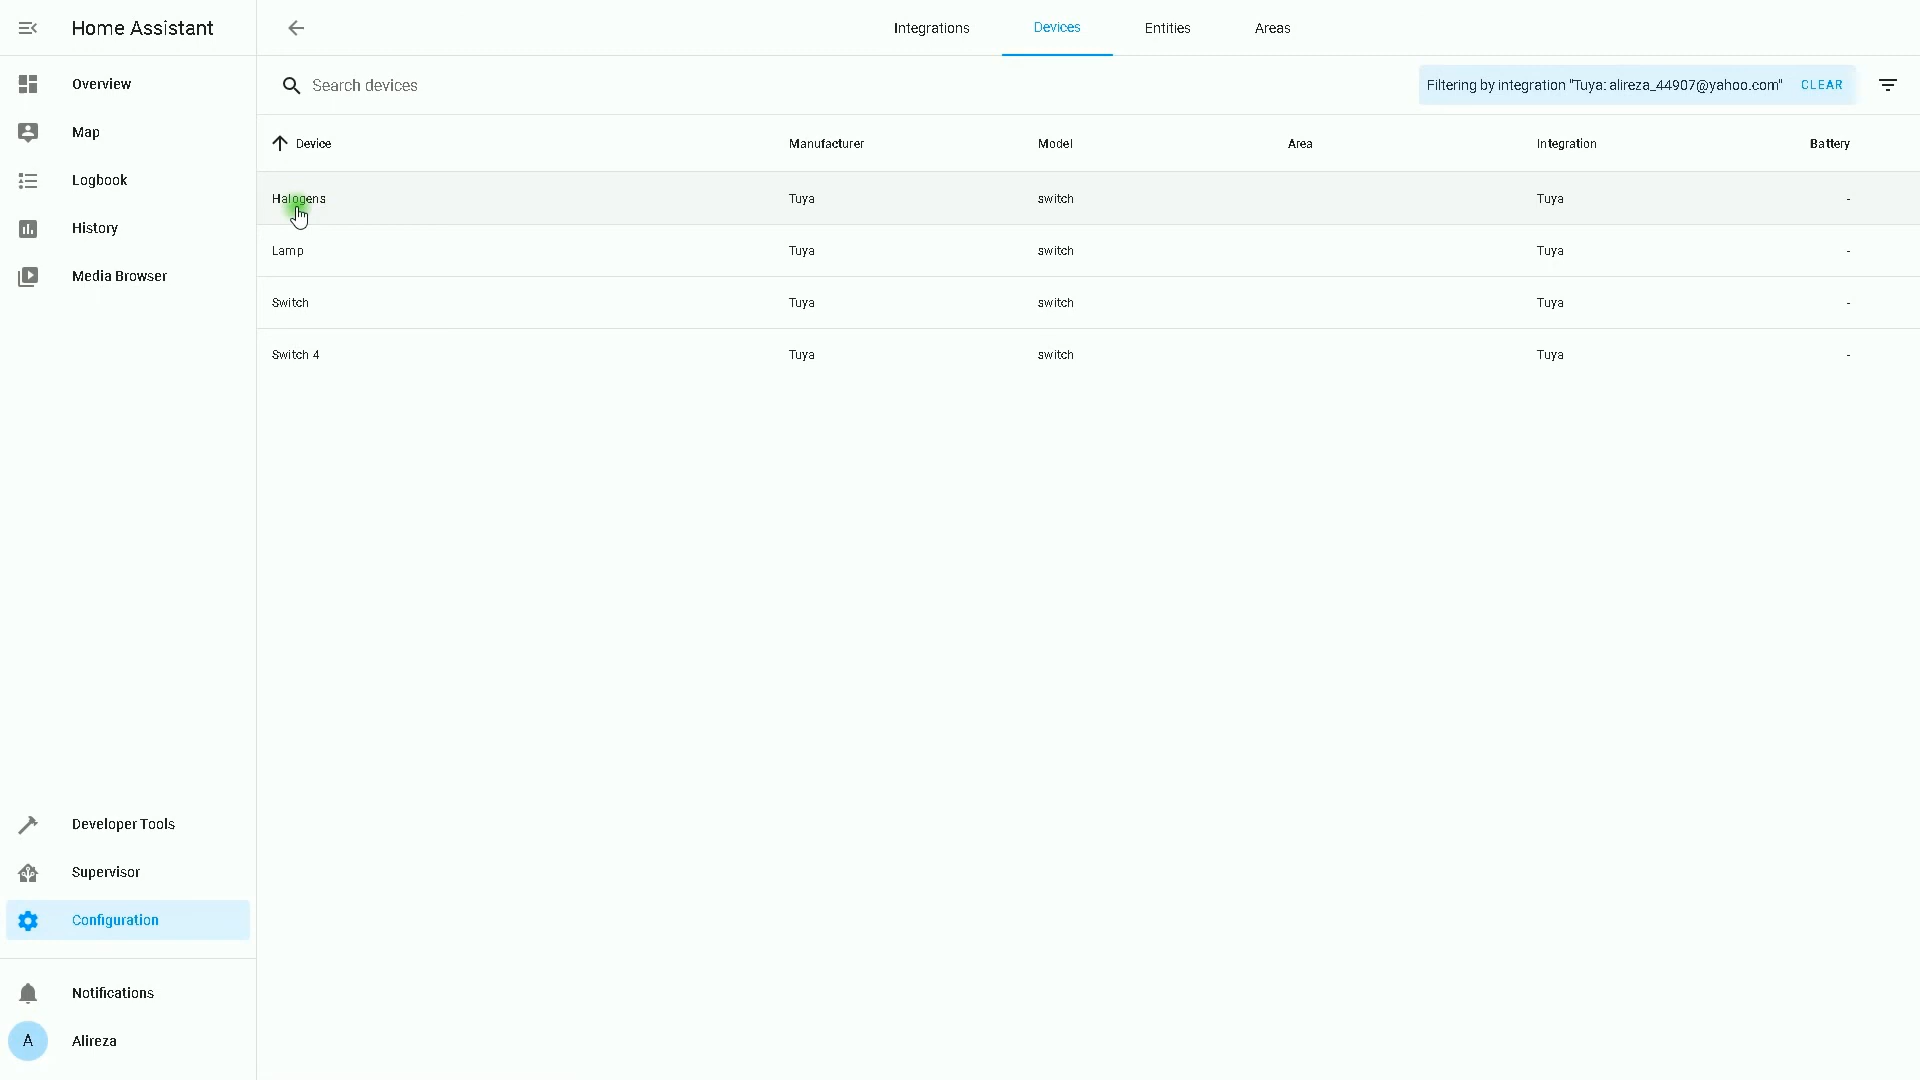 Home Assistant
Overview
Map
Logbook
History
Media Browser
Developer Tools
Supervisor
Configuration
Notifications
A Alireza
Integrations Devices Entities Areas
Search devices Filtering by integration "Tuya: alireza_44907@yahoo.com" CLEAR
Device Manufacturer Model Area Integration Battery
Halogens Tuya switch Tuya -
Lamp Tuya switch Tuya -
Switch Tuya switch Tuya -
Switch 4 Tuya switch Tuya -